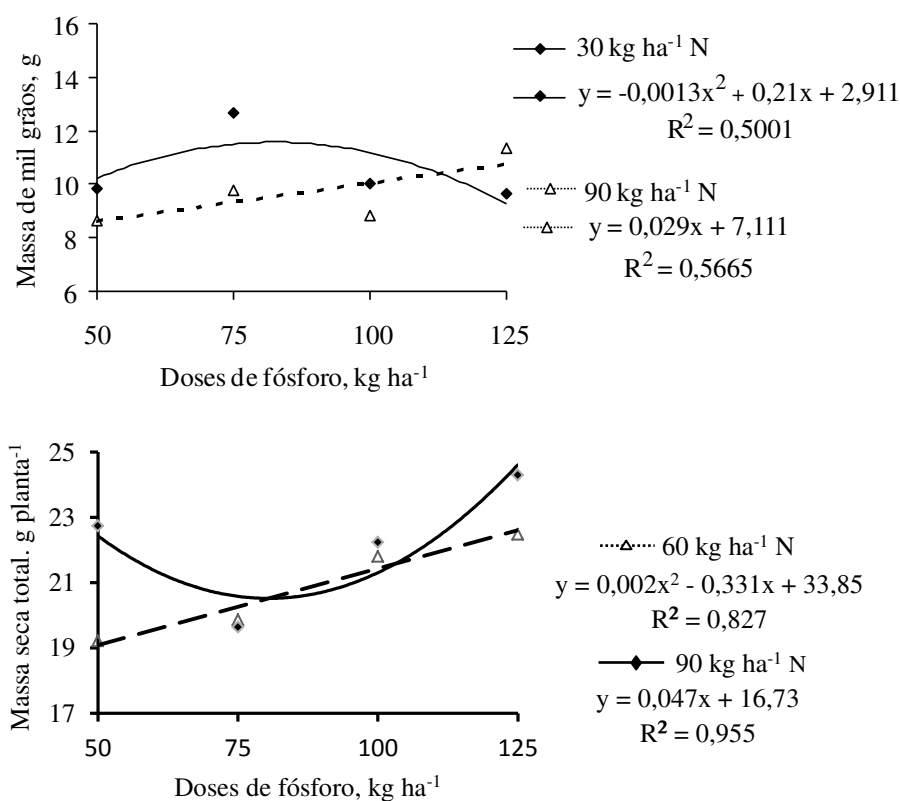 Massa de mil grãos, g
16
14
12
10
8
6
50 75 100 125
Doses de fósforo, kg ha⁻¹
30 kg ha⁻¹ N
y = -0,0013x² + 0,21x + 2,911
R² = 0,5001
90 kg ha⁻¹ N
y = 0,029x + 7,111
R² = 0,5665
Massa seca total. g planta⁻¹
25
23
21
19
17
50 75 100 125
Doses de fósforo, kg ha⁻¹
60 kg ha⁻¹ N
y = 0,002x² - 0,331x + 33,85
R² = 0,827
90 kg ha⁻¹ N
y = 0,047x + 16,73
R² = 0,955